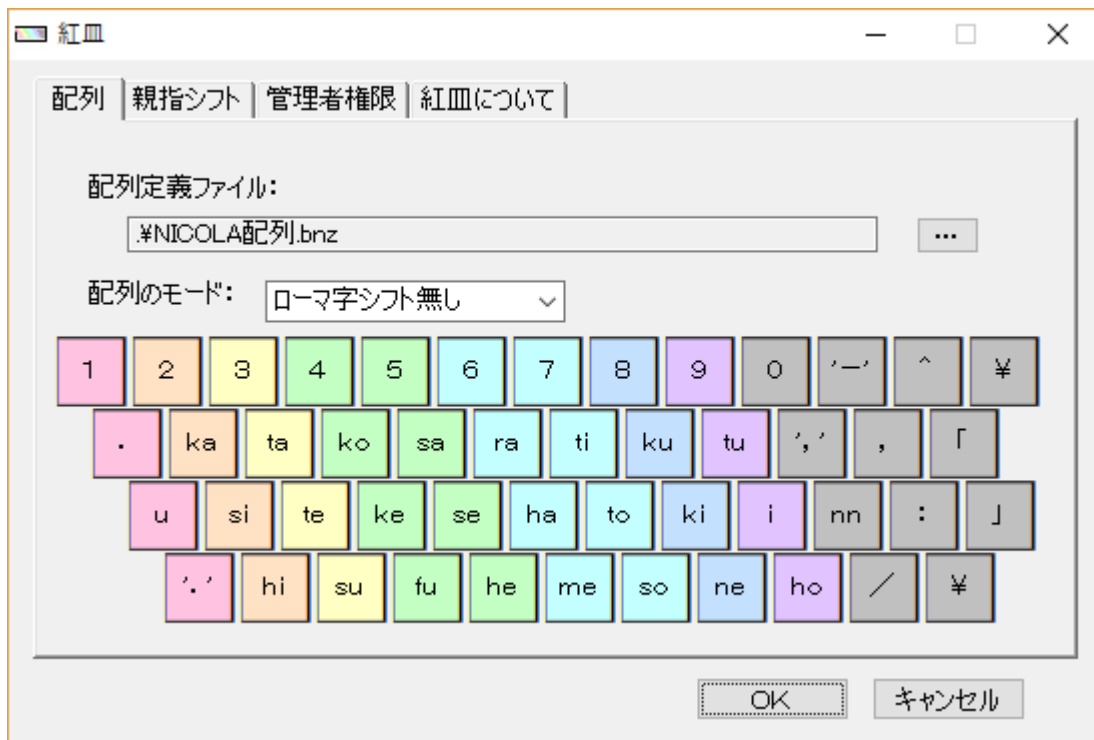 紅皿
配列 親指シフト 管理者権限 紅皿について
配列定義ファイル:
.¥NICOLA配列.bnz ...
配列のモード: ローマ字シフト無し
1 2 3 4 5 6 7 8 9 0 '－' ＾ ￥
． ka ta ko sa ra ti ku tu '，' ， 「
u si te ke se ha to ki i nn ： 」
'．' hi su fu he me so ne ho ／ ￥
OK キャンセル